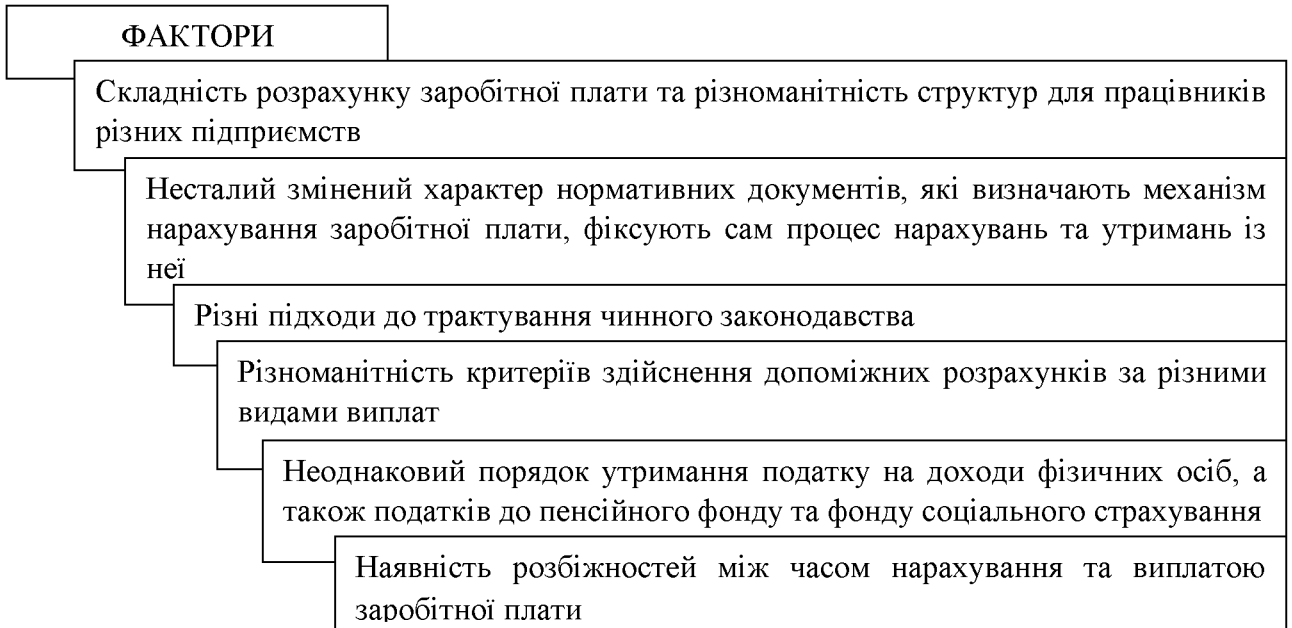 ФАКТОРИ
Складність розрахунку заробітної плати та різноманітність структур для працівників
різних підприємств
Несталий змінений характер нормативних документів, які визначають механізм
нарахування заробітної плати, фіксують сам процес нарахувань та утримань із
неї
Різні підходи до трактування чинного законодавства
Різноманітність критеріїв здійснення допоміжних розрахунків за різними
видами виплат
Неоднаковий порядок утримання податку на доходи фізичних осіб, а
також податків до пенсійного фонду та фонду соціального страхування
Наявність розбіжностей між часом нарахування та виплатою
заробітної плати